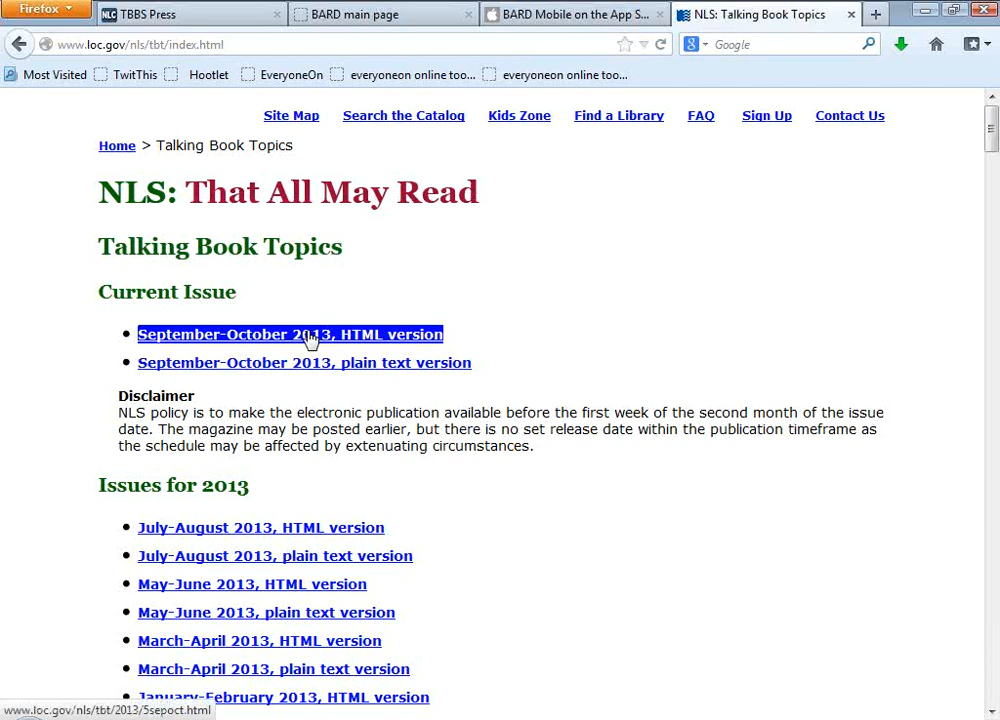 Firefox
NLC TBBS Press
BARD main page
BARD Mobile on the App S...
NLS: Talking Book Topics
www.loc.gov/nls/tbt/index.html
Google
Most Visited TwitThis Hootlet EveryoneOn everyoneon online too... everyoneon online too...
Site Map Search the Catalog Kids Zone Find a Library FAQ Sign Up Contact Us
Home > Talking Book Topics
NLS: That All May Read
Talking Book Topics
Current Issue
September-October 2013, HTML version
September-October 2013, plain text version
Disclaimer
NLS policy is to make the electronic publication available before the first week of the second month of the issue
date. The magazine may be posted earlier, but there is no set release date within the publication timeframe as
the schedule may be affected by extenuating circumstances.
Issues for 2013
July-August 2013, HTML version
July-August 2013, plain text version
May-June 2013, HTML version
May-June 2013, plain text version
March-April 2013, HTML version
March-April 2013, plain text version
January-February 2013, HTML version
www.loc.gov/nls/tbt/2013/5sepoct.html